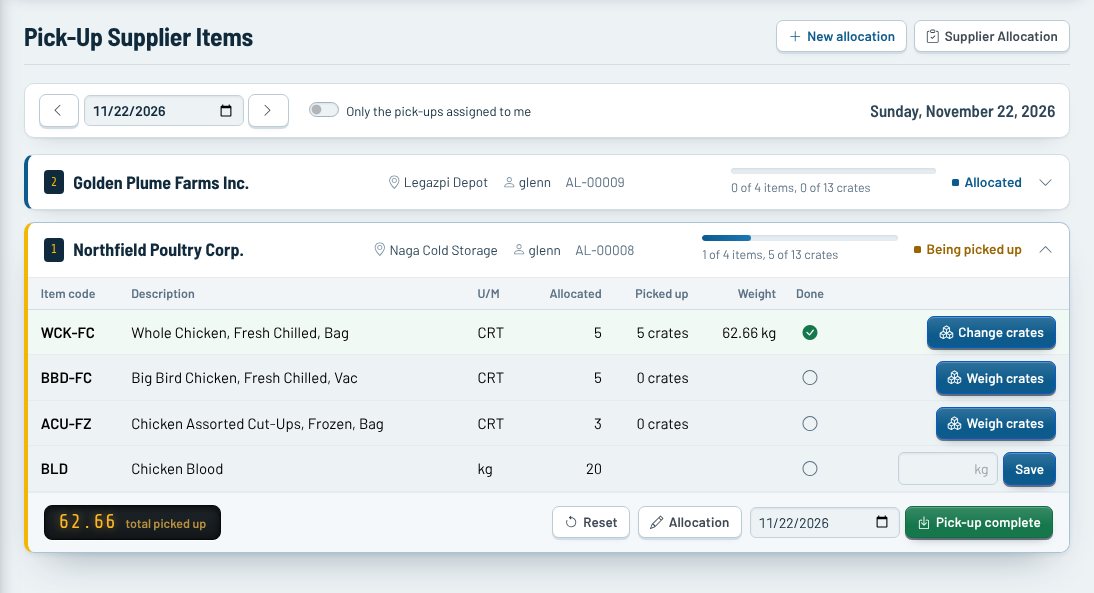 Pick-Up Supplier Items
New allocation
Supplier Allocation
11/22/2026
Only the pick-ups assigned to me
Sunday, November 22, 2026
2 Golden Plume Farms Inc. Legazpi Depot glenn AL-00009 0 of 4 items, 0 of 13 crates Allocated
1 Northfield Poultry Corp. Naga Cold Storage glenn AL-00008 1 of 4 items, 5 of 13 crates Being picked up
Item code Description U/M Allocated Picked up Weight Done
WCK-FC Whole Chicken, Fresh Chilled, Bag CRT 5 5 crates 62.66 kg Change crates
BBD-FC Big Bird Chicken, Fresh Chilled, Vac CRT 5 0 crates Weigh crates
ACU-FZ Chicken Assorted Cut-Ups, Frozen, Bag CRT 3 0 crates Weigh crates
BLD Chicken Blood kg 20 kg Save
62.66 total picked up Reset Allocation 11/22/2026 Pick-up complete